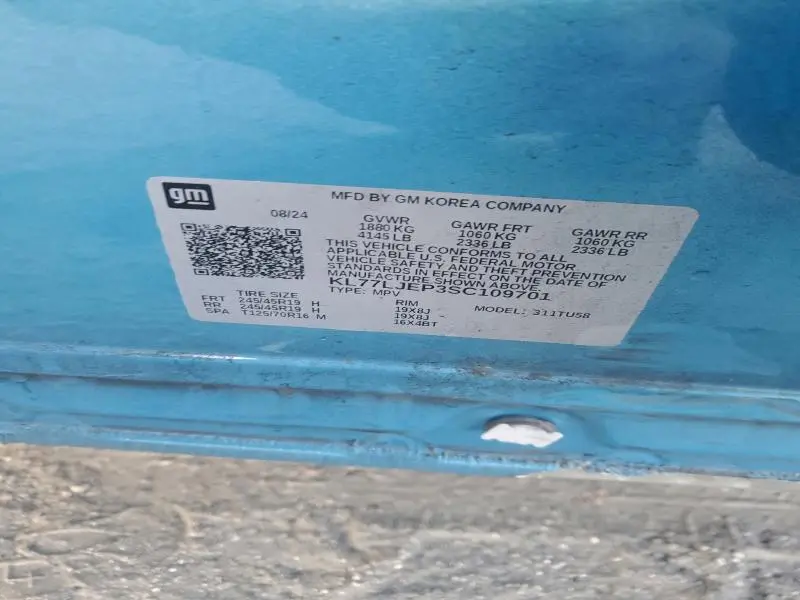 gm
MFD BY GM KOREA COMPANY
08/24
GVWR GAWR FRT GAWR RR
1880 KG 1060 KG 1060 KG
4145 LB 2336 LB 2336 LB
THIS VEHICLE CONFORMS TO ALL
APPLICABLE U.S. FEDERAL MOTOR
VEHICLE SAFETY AND THEFT PREVENTION
STANDARDS IN EFFECT ON THE DATE OF
MANUFACTURE SHOWN ABOVE.
KL77LJEP3SC109701
TYPE: MPV MODEL: 311TU58
TIRE SIZE RIM
FRT 245/45R19 H 19X8J
RR 245/45R19 H 19X8J
SPA T125/70R16 M 16X4BT